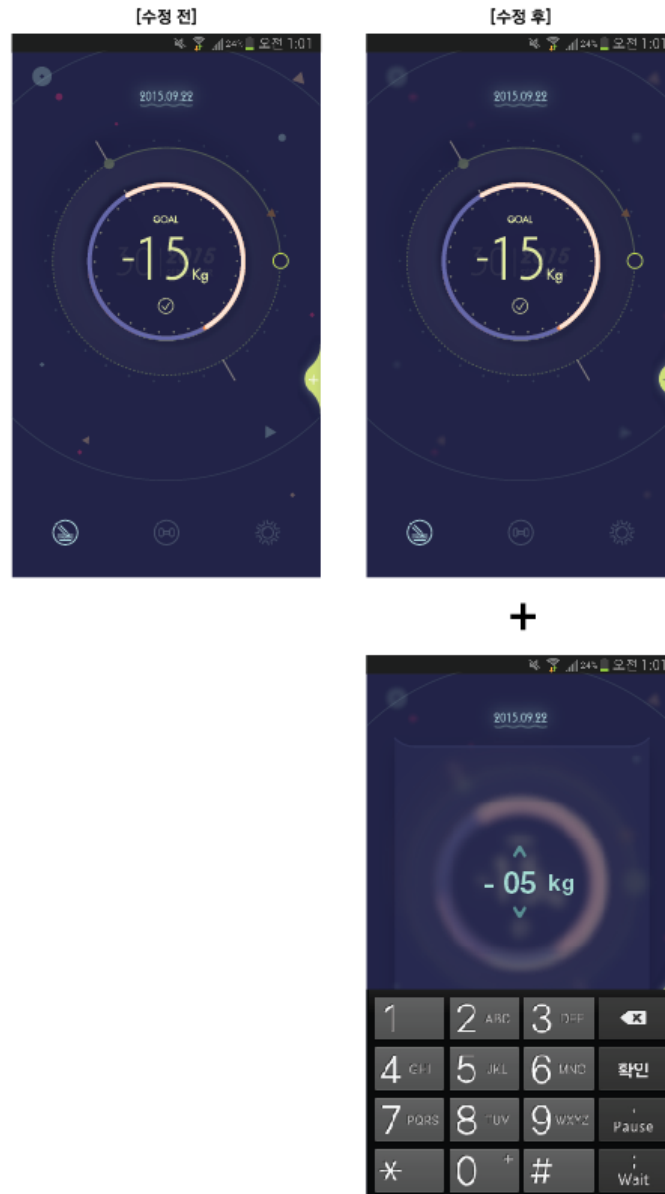 [수정 전]
[수정 후]
24% 오전 1:01
2015.09.22
GOAL
-15 Kg
24% 오전 1:01
2015.09.22
GOAL
-15 Kg
+
24% 오전 1:01
2015.09.22
- 05 kg
1 2 ABC 3 DEF
4 GHI 5 JKL 6 MNO 확인
7 PQRS 8 TUV 9 WXYZ , Pause
* 0 + # ; Wait